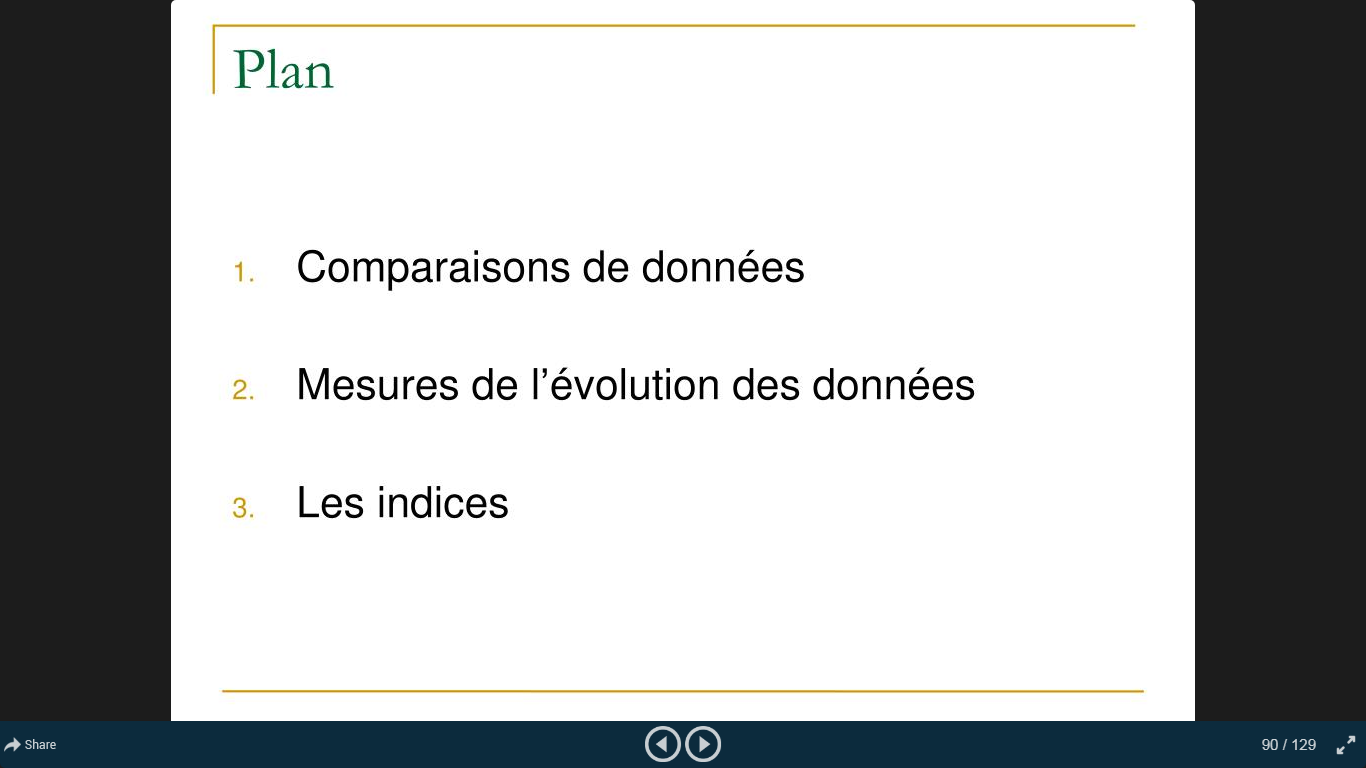 Plan
1. Comparaisons de données
2. Mesures de l’évolution des données
3. Les indices
Share
90 / 129